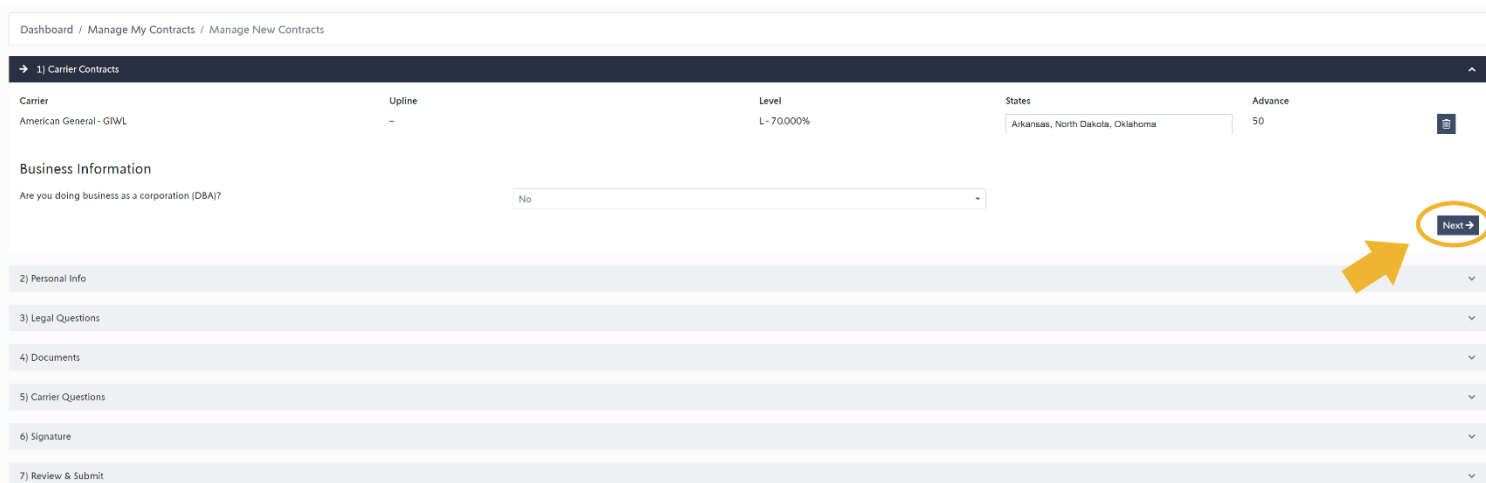 Dashboard / Manage My Contracts / Manage New Contracts
→ 1) Carrier Contracts
Carrier Upline Level States Advance
American General - GIWL – L - 70.000% Arkansas, North Dakota, Oklahoma 50
Business Information
Are you doing business as a corporation (DBA)? No
Next →
2) Personal Info
3) Legal Questions
4) Documents
5) Carrier Questions
6) Signature
7) Review & Submit